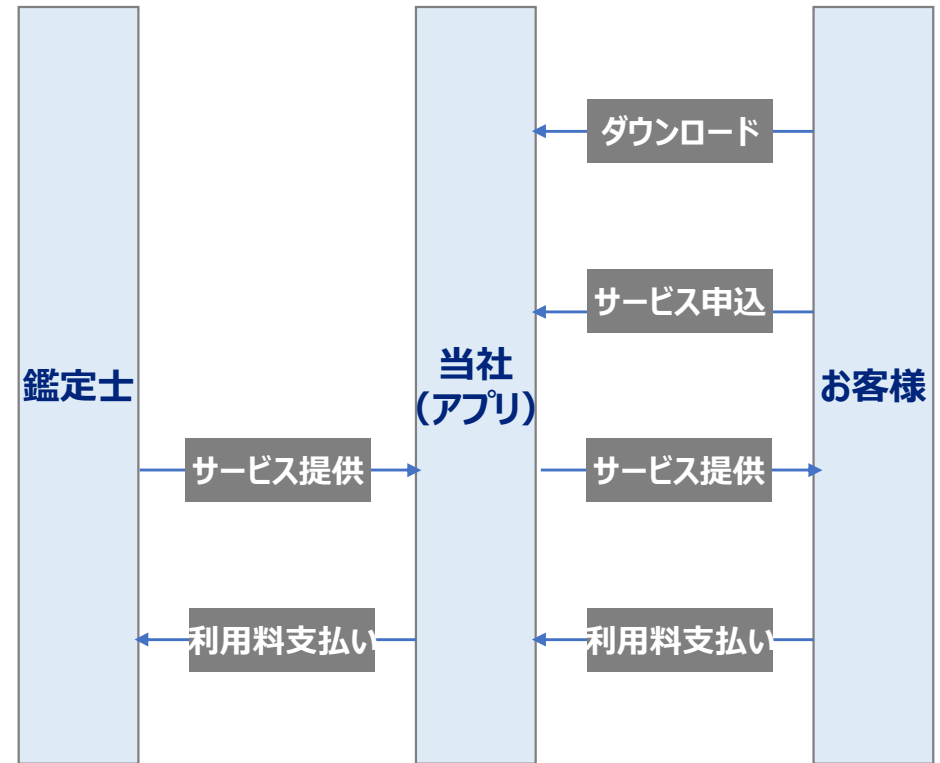 ダウンロード
サービス申込
鑑定士
当社
(アプリ)
お客様
サービス提供
サービス提供
利用料支払い
利用料支払い